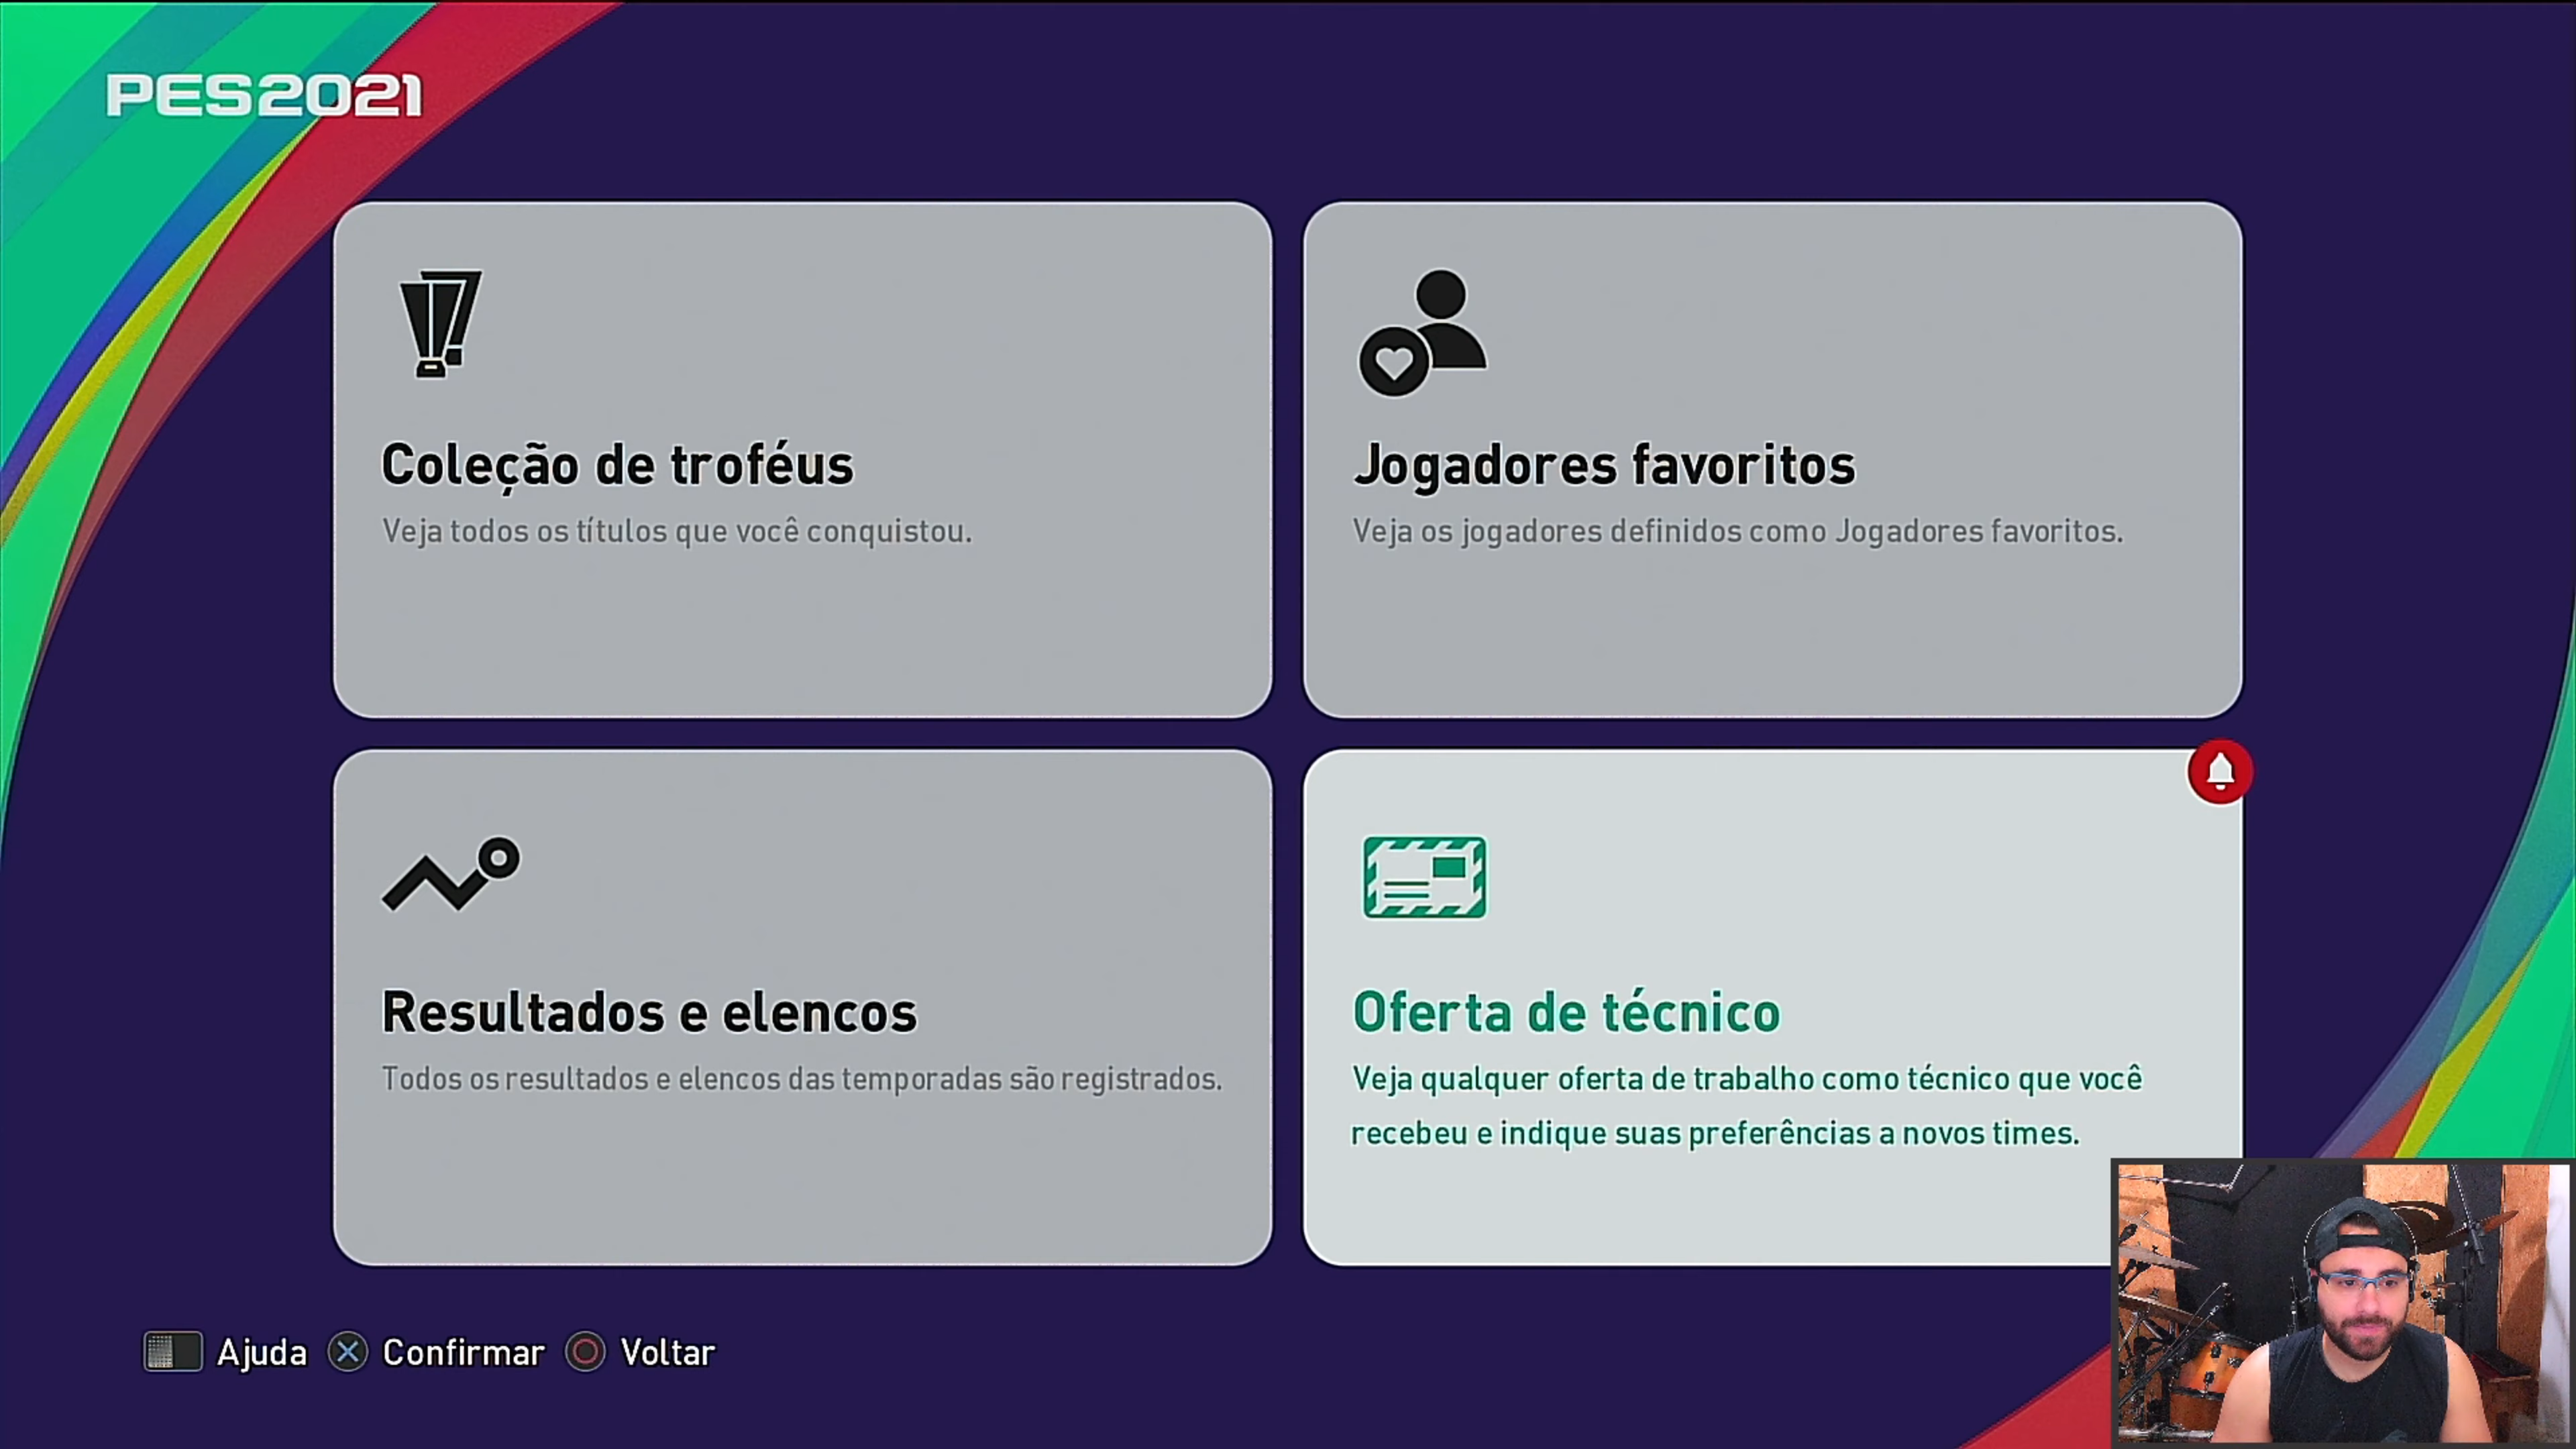 PES2021
Coleção de troféus
Veja todos os títulos que você conquistou.
Jogadores favoritos
Veja os jogadores definidos como Jogadores favoritos.
Resultados e elencos
Todos os resultados e elencos das temporadas são registrados.
Oferta de técnico
Veja qualquer oferta de trabalho como técnico que você
recebeu e indique suas preferências a novos times.
Ajuda Confirmar Voltar